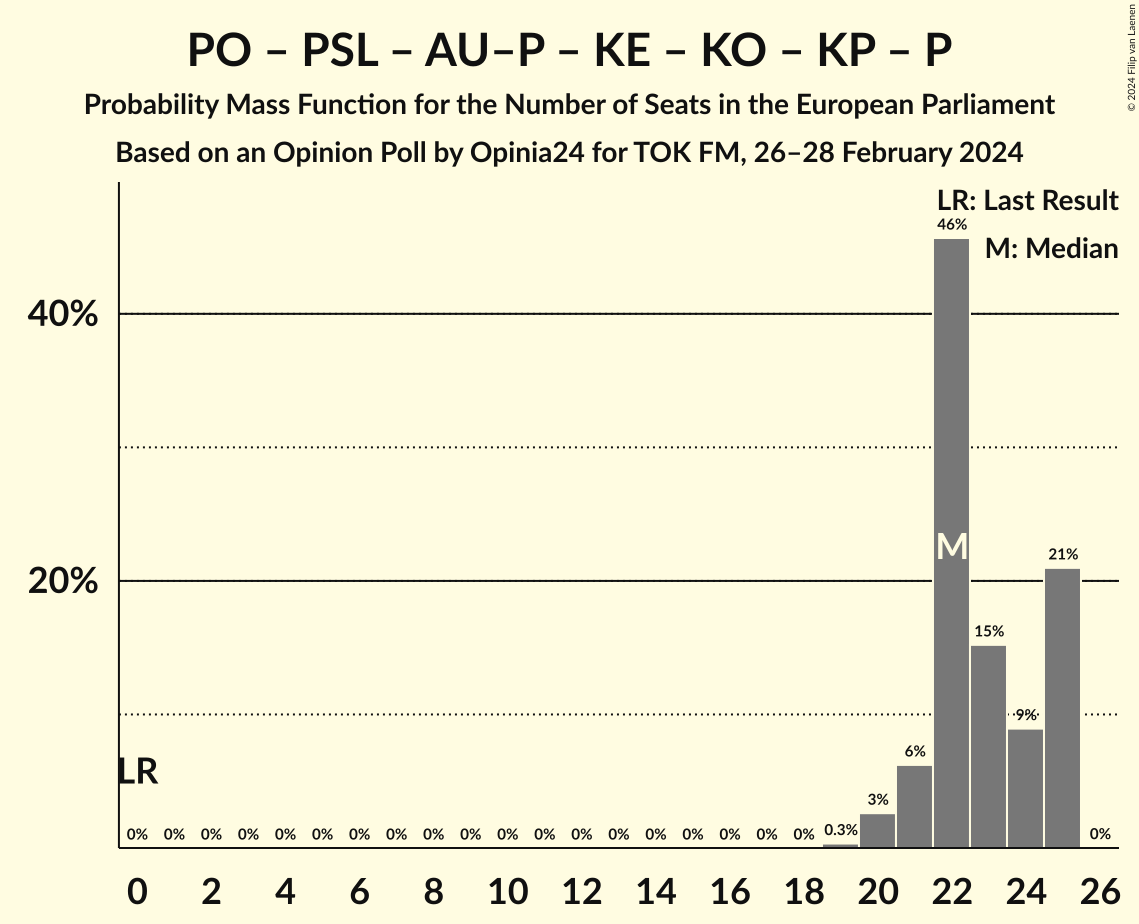 PO – PSL – AU–P – KE – KO – KP – P
Probability Mass Function for the Number of Seats in the European Parliament
Based on an Opinion Poll by Opinia24 for TOK FM, 26–28 February 2024
© 2024 Filip van Laenen
LR: Last Result
M: Median
46%
40%
M
21%
20%
15%
9%
6%
LR
3%
0% 0% 0% 0% 0% 0% 0% 0% 0% 0% 0% 0% 0% 0% 0% 0% 0% 0% 0% 0.3% 0%
0 2 4 6 8 10 12 14 16 18 20 22 24 26